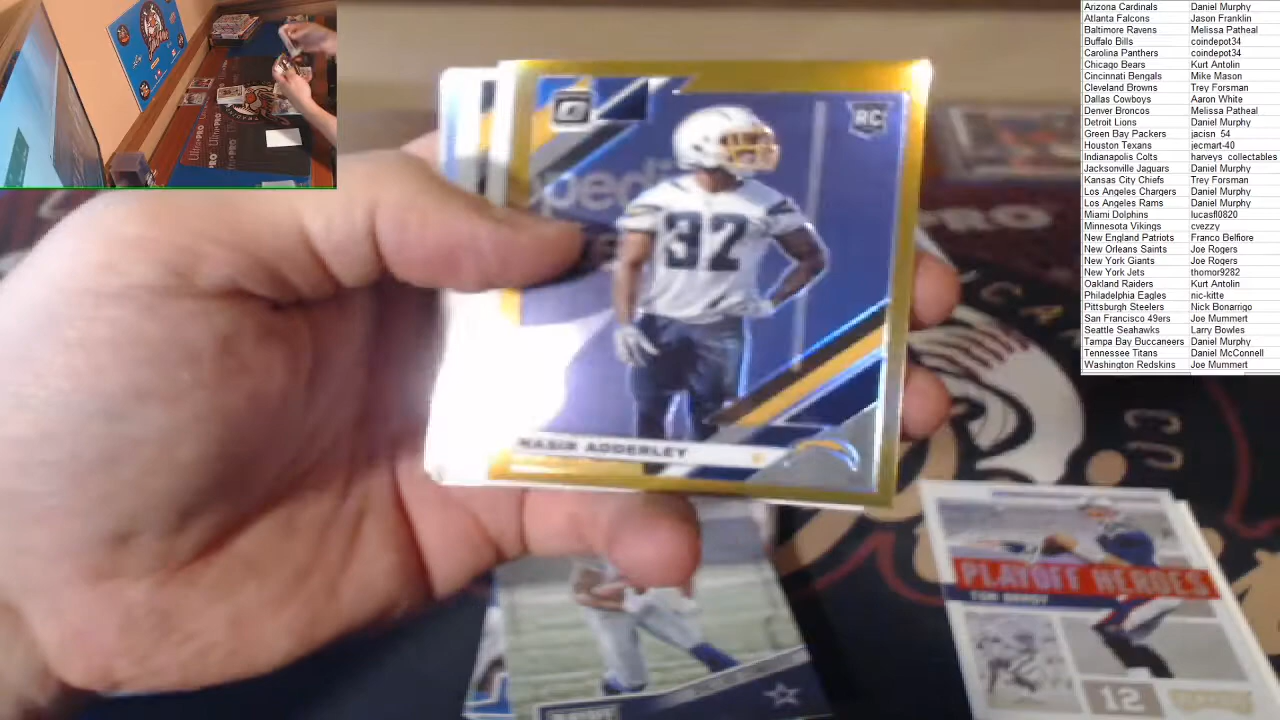 Arizona Cardinals Daniel Murphy
Atlanta Falcons Jason Franklin
Baltimore Ravens Melissa Patheal
Buffalo Bills coindepot34
Carolina Panthers coindepot34
Chicago Bears Kurt Antolin
Cincinnati Bengals Mike Mason
Cleveland Browns Trey Forsman
Dallas Cowboys Aaron White
Denver Broncos Melissa Patheal
Detroit Lions Daniel Murphy
Green Bay Packers jacisn_54
Houston Texans jecmart-40
Indianapolis Colts harveys_collectables
Jacksonville Jaguars Daniel Murphy
Kansas City Chiefs Trey Forsman
Los Angeles Chargers Daniel Murphy
Los Angeles Rams Daniel Murphy
Miami Dolphins lucasfl0820
Minnesota Vikings cvezzy
New England Patriots Franco Belfiore
New Orleans Saints Joe Rogers
New York Giants Joe Rogers
New York Jets thomor9282
Oakland Raiders Kurt Antolin
Philadelphia Eagles nic-kitte
Pittsburgh Steelers Nick Bonarrigo
San Francisco 49ers Joe Mummert
Seattle Seahawks Larry Bowles
Tampa Bay Buccaneers Daniel Murphy
Tennessee Titans Daniel McConnell
Washington Redskins Joe Mummert
RC
37
NASIR ADDERLEY
PLAYOFF HEROES
TOM BRADY
12